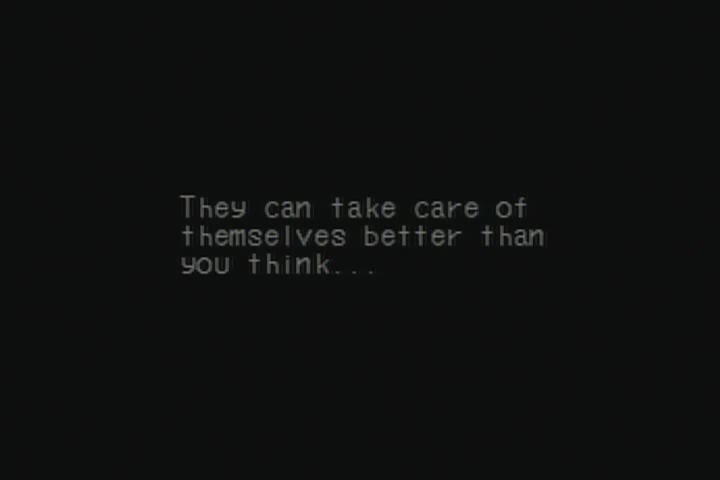 They can take care of
themselves better than
you think...